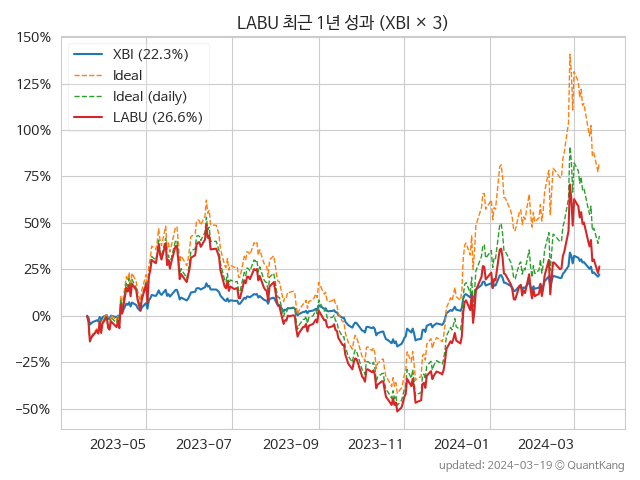 LABU 최근 1년 성과 (XBI × 3)
150%
125%
100%
75%
50%
25%
0%
−25%
−50%
XBI (22.3%)
Ideal
Ideal (daily)
LABU (26.6%)
2023-05 2023-07 2023-09 2023-11 2024-01 2024-03
updated: 2024-03-19 © QuantKang